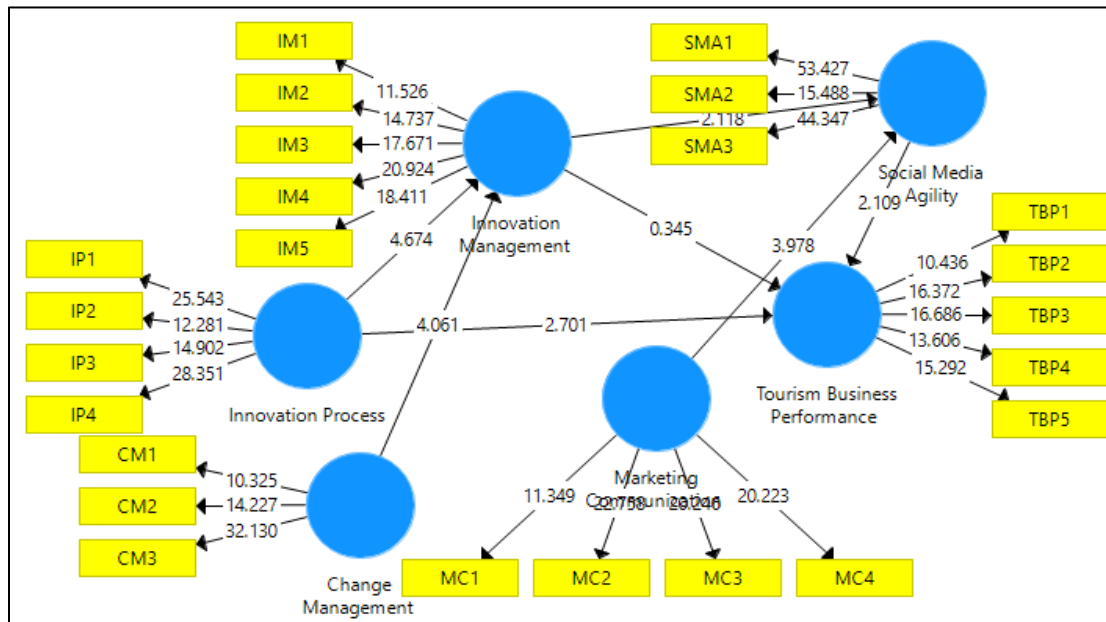 IM1
IM2
IM3
IM4
IM5
11.526
14.737
17.671
20.924
18.411
Innovation
Management
SMA1
SMA2
SMA3
53.427
15.488
44.347
2.118
Social Media
Agility
2.109
0.345
3.978
4.674
4.061
2.701
IP1
IP2
IP3
IP4
25.543
12.281
14.902
28.351
Innovation Process
TBP1
TBP2
TBP3
TBP4
TBP5
10.436
16.372
16.686
13.606
15.292
Tourism Business
Performance
CM1
CM2
CM3
10.325
14.227
32.130
Change
Management
Marketing
Communication
11.349
22.758
20.223
MC1
MC2
MC3
MC4